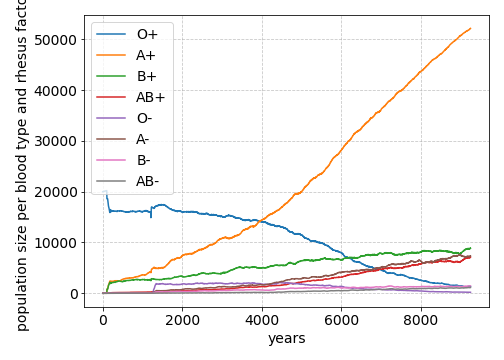 population size per blood type and rhesus facto
50000
40000
30000
20000
10000
0
O+
A+
B+
AB+
O-
A-
B-
AB-
0
2000
4000
6000
8000
years